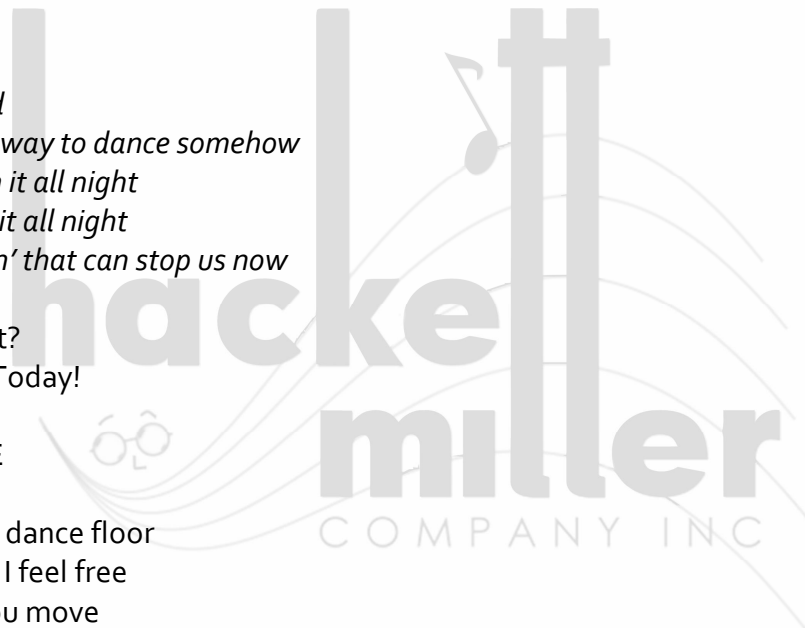 way to dance somehow
it all night
it all night
n’ that can stop us now
t?
Today!
E
dance floor
I feel free
ou move
hackett
miller
COMPANY INC